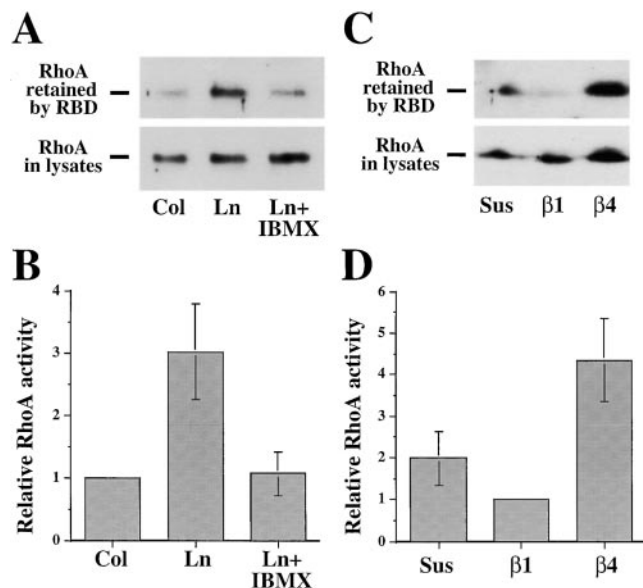 A
RhoA
retained
by RBD
RhoA
in lysates
Col Ln Ln+
IBMX
C
RhoA
retained
by RBD
RhoA
in lysates
Sus β1 β4
B
Relative RhoA activity
4
3
2
1
0
Col Ln Ln+
IBMX
D
Relative RhoA activity
6
5
4
3
2
1
0
Sus β1 β4